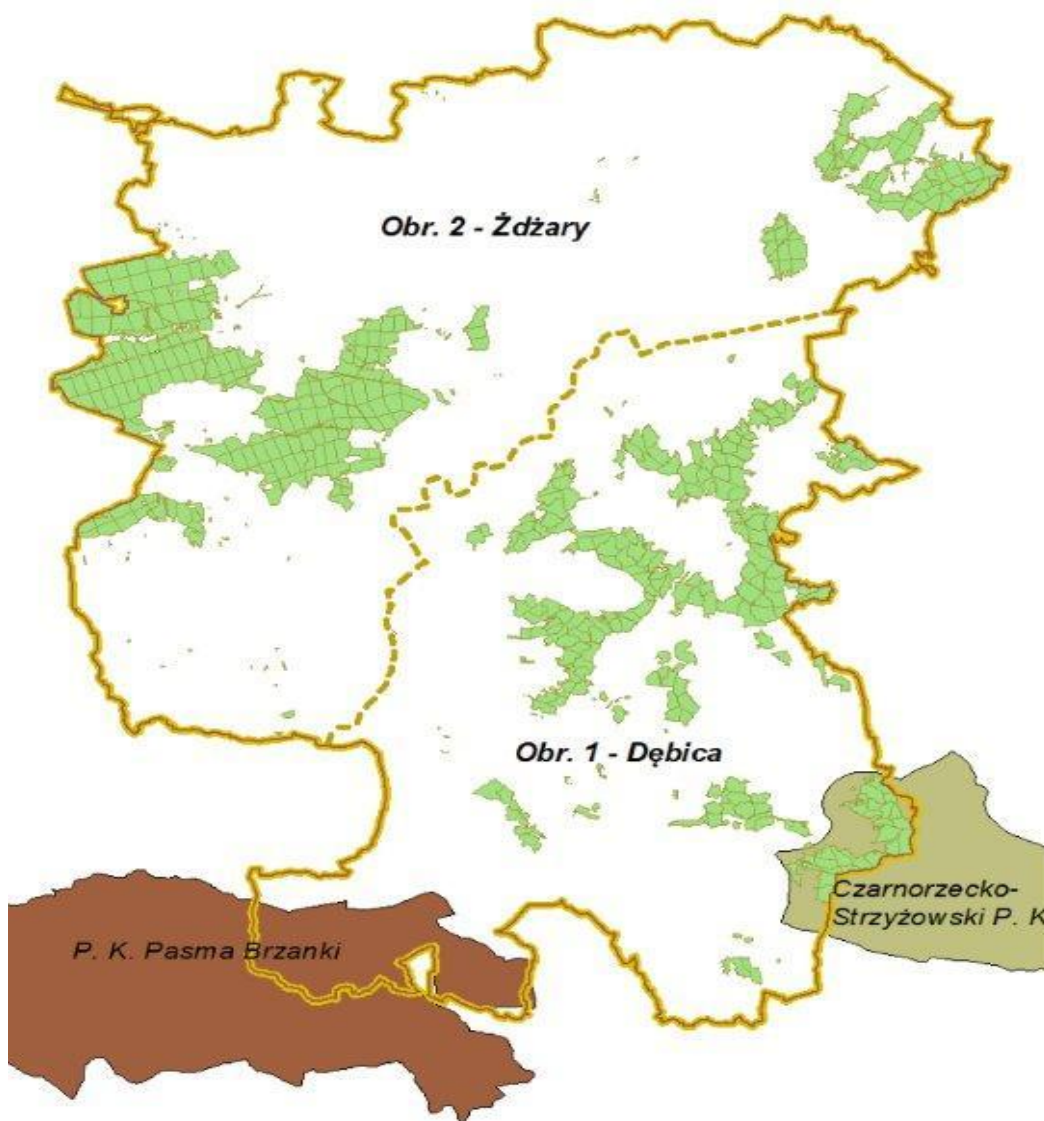 Obr. 2 - Żdżary
Obr. 1 - Dębica
Czarnorzecko-
Strzyżowski P. K
P. K. Pasma Brzanki